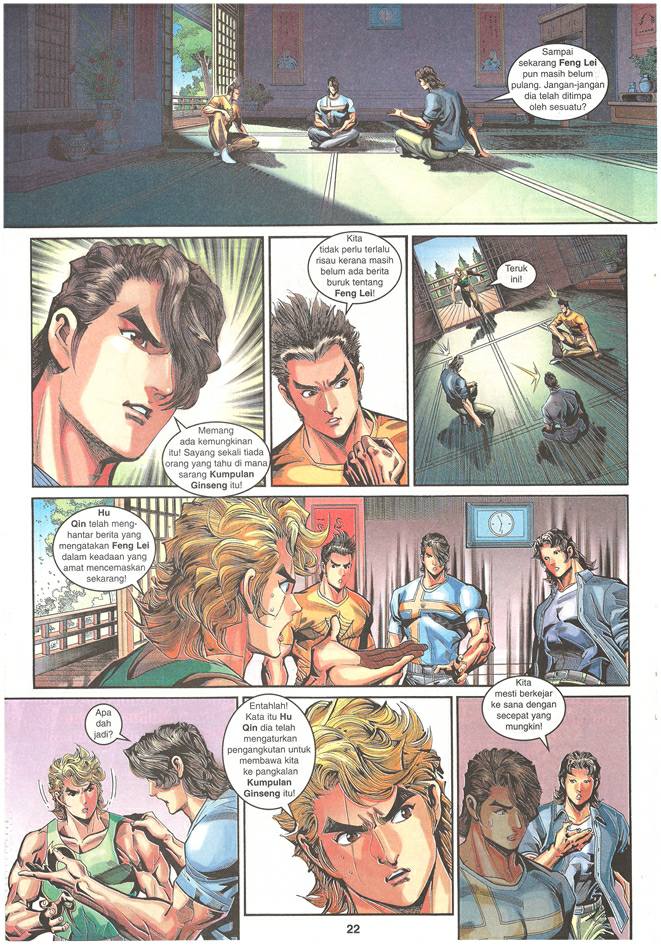 Sampai
sekarang Feng Lei
pun masih belum
pulang. Jangan-jangan
dia telah ditimpa
oleh sesuatu?
Memang
ada kemungkinan
itu! Sayang sekali tiada
orang yang tahu di mana
sarang Kumpulan
Ginseng itu!
Kita
tidak perlu terlalu
risau kerana masih
belum ada berita
buruk tentang
Feng Lei!
Teruk
ini!
Hu
Qin telah meng-
hantar berita yang
mengatakan Feng Lei
dalam keadaan yang
amat mencemaskan
sekarang!
Apa
dah
jadi?
Entahlah!
Kata itu Hu
Qin dia telah
mengaturkan
pengangkutan untuk
membawa kita
ke pangkalan
Kumpulan
Ginseng itu!
Kita
mesti berkejar
ke sana dengan
secepat yang
mungkin!
22